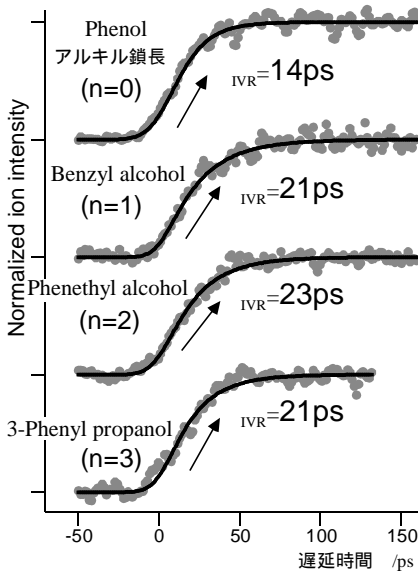 Phenol
アルキル鎖長
(n=0)
IVR=14ps
Benzyl alcohol
(n=1)
IVR=21ps
Phenethyl alcohol
(n=2)
IVR=23ps
3-Phenyl propanol
(n=3)
IVR=21ps
Normalized ion intensity
-50 0 50 100 150
遅延時間 /ps